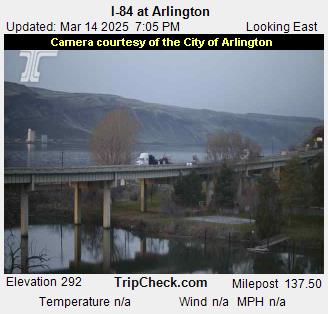 I-84 at Arlington
Updated: Mar 14 2025 7:05 PM Looking East
Camera courtesy of the City of Arlington
Elevation 292 TripCheck.com Milepost 137.50
Temperature n/a Wind n/a MPH n/a